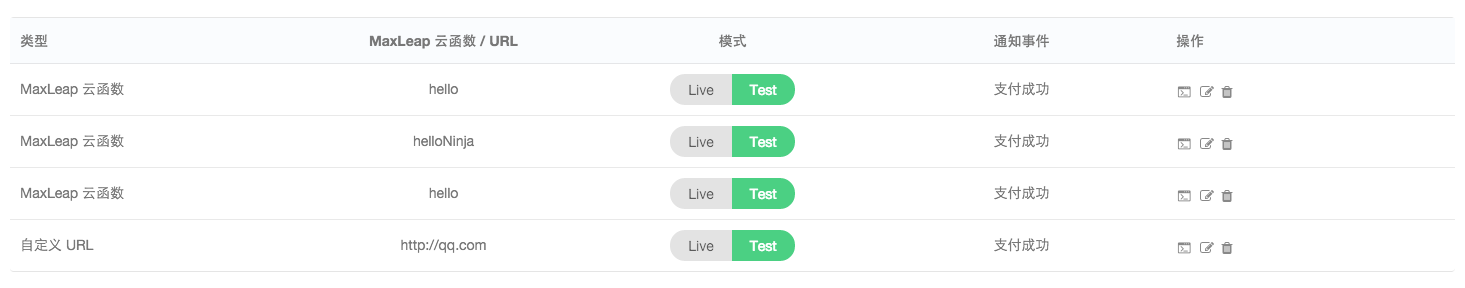 类型 MaxLeap 云函数 / URL 模式 通知事件 操作
MaxLeap 云函数 hello Live Test 支付成功
MaxLeap 云函数 helloNinja Live Test 支付成功
MaxLeap 云函数 hello Live Test 支付成功
自定义 URL http://qq.com Live Test 支付成功